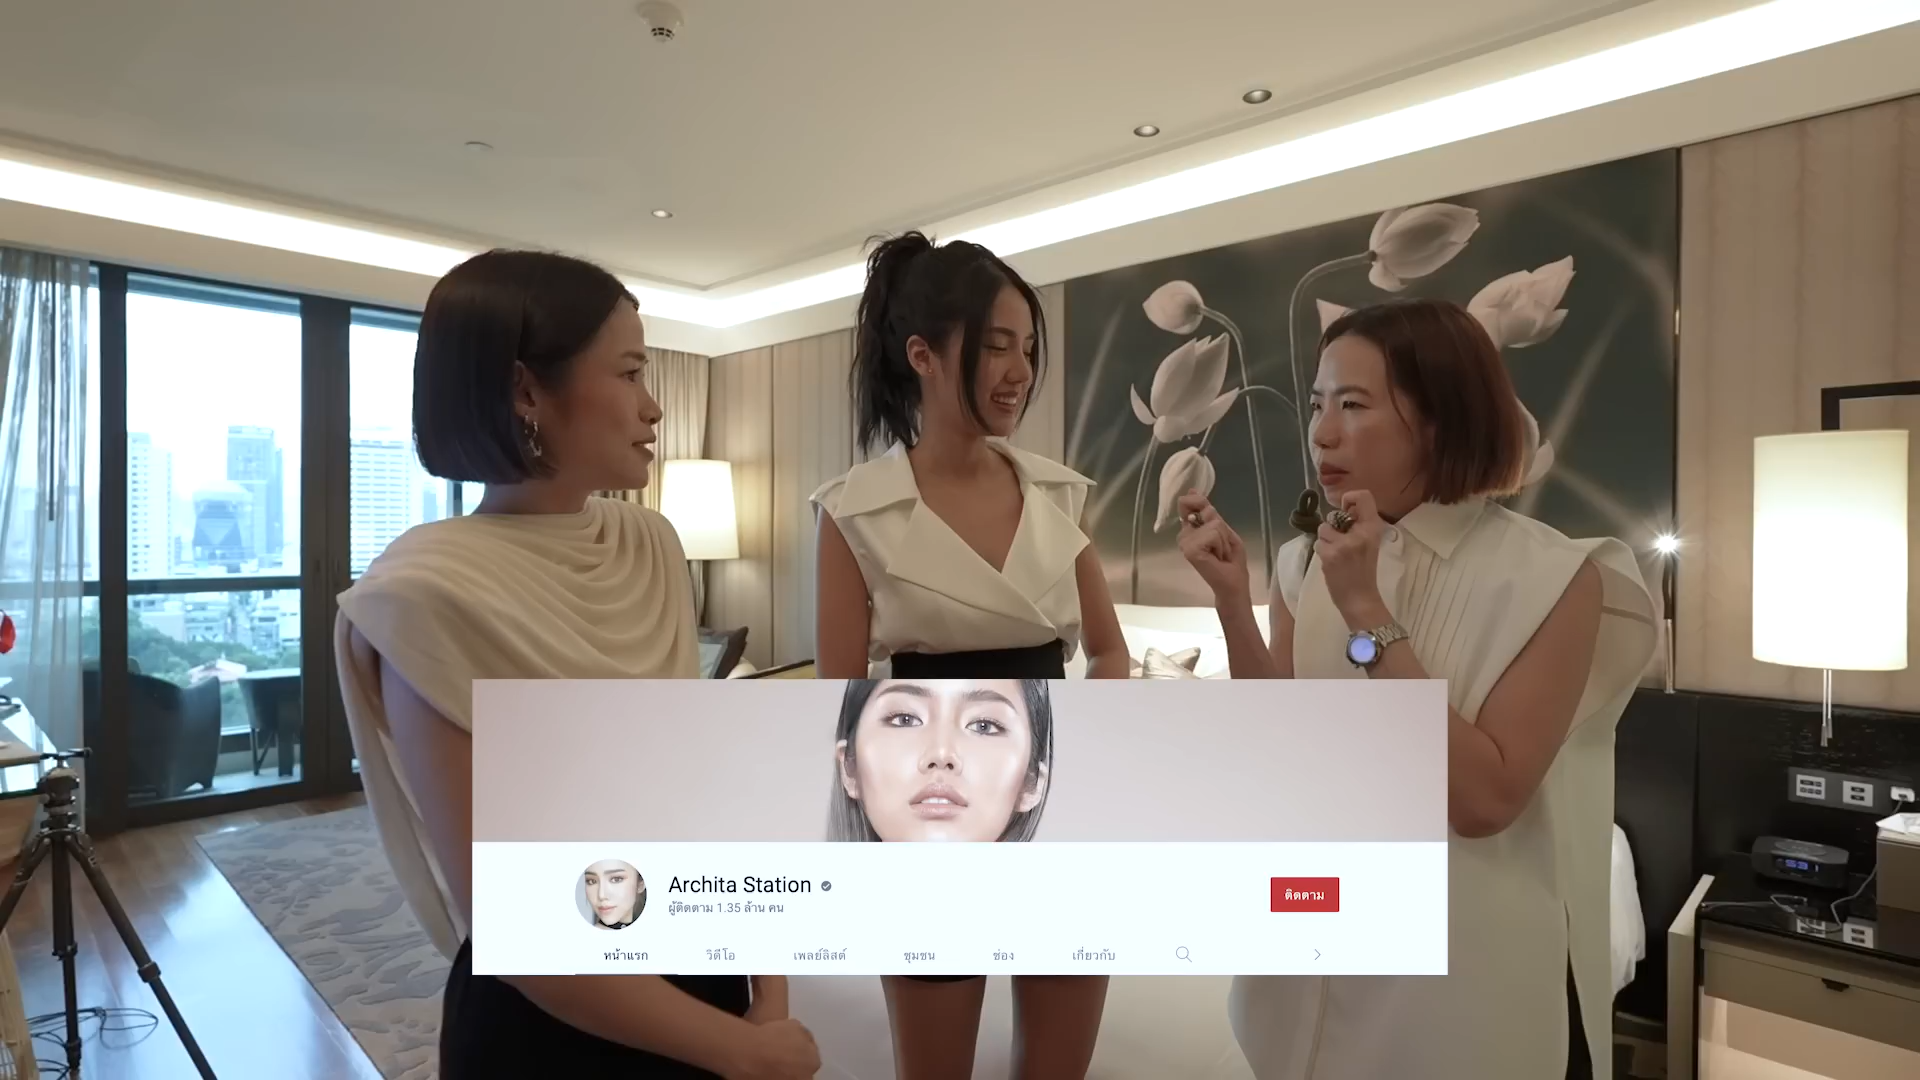 Archita Station
ผู้ติดตาม 1.35 ล้าน คน
ติดตาม
หน้าแรก วิดีโอ เพลย์ลิสต์ ชุมชน ช่อง เกี่ยวกับ